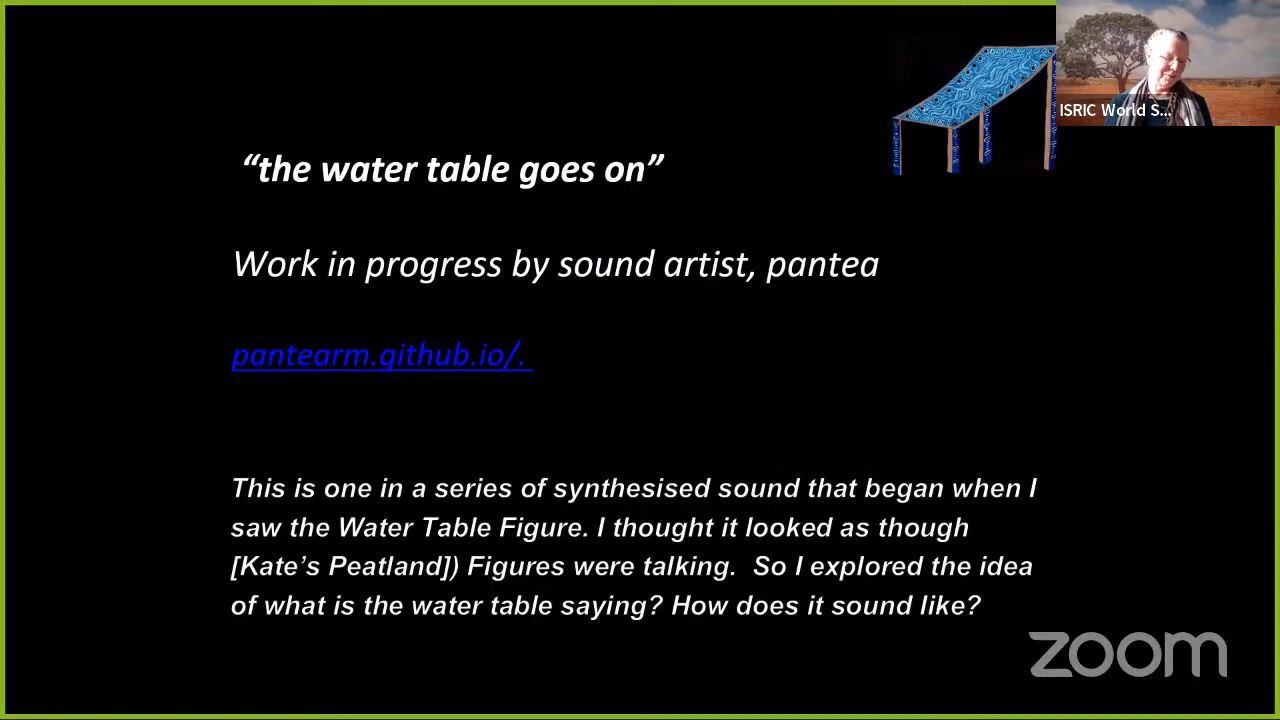 ISRIC World S...
“the water table goes on”
Work in progress by sound artist, pantea
pantearm.github.io/.
This is one in a series of synthesised sound that began when I
saw the Water Table Figure. I thought it looked as though
[Kate’s Peatland]) Figures were talking.  So I explored the idea
of what is the water table saying? How does it sound like?
zoom